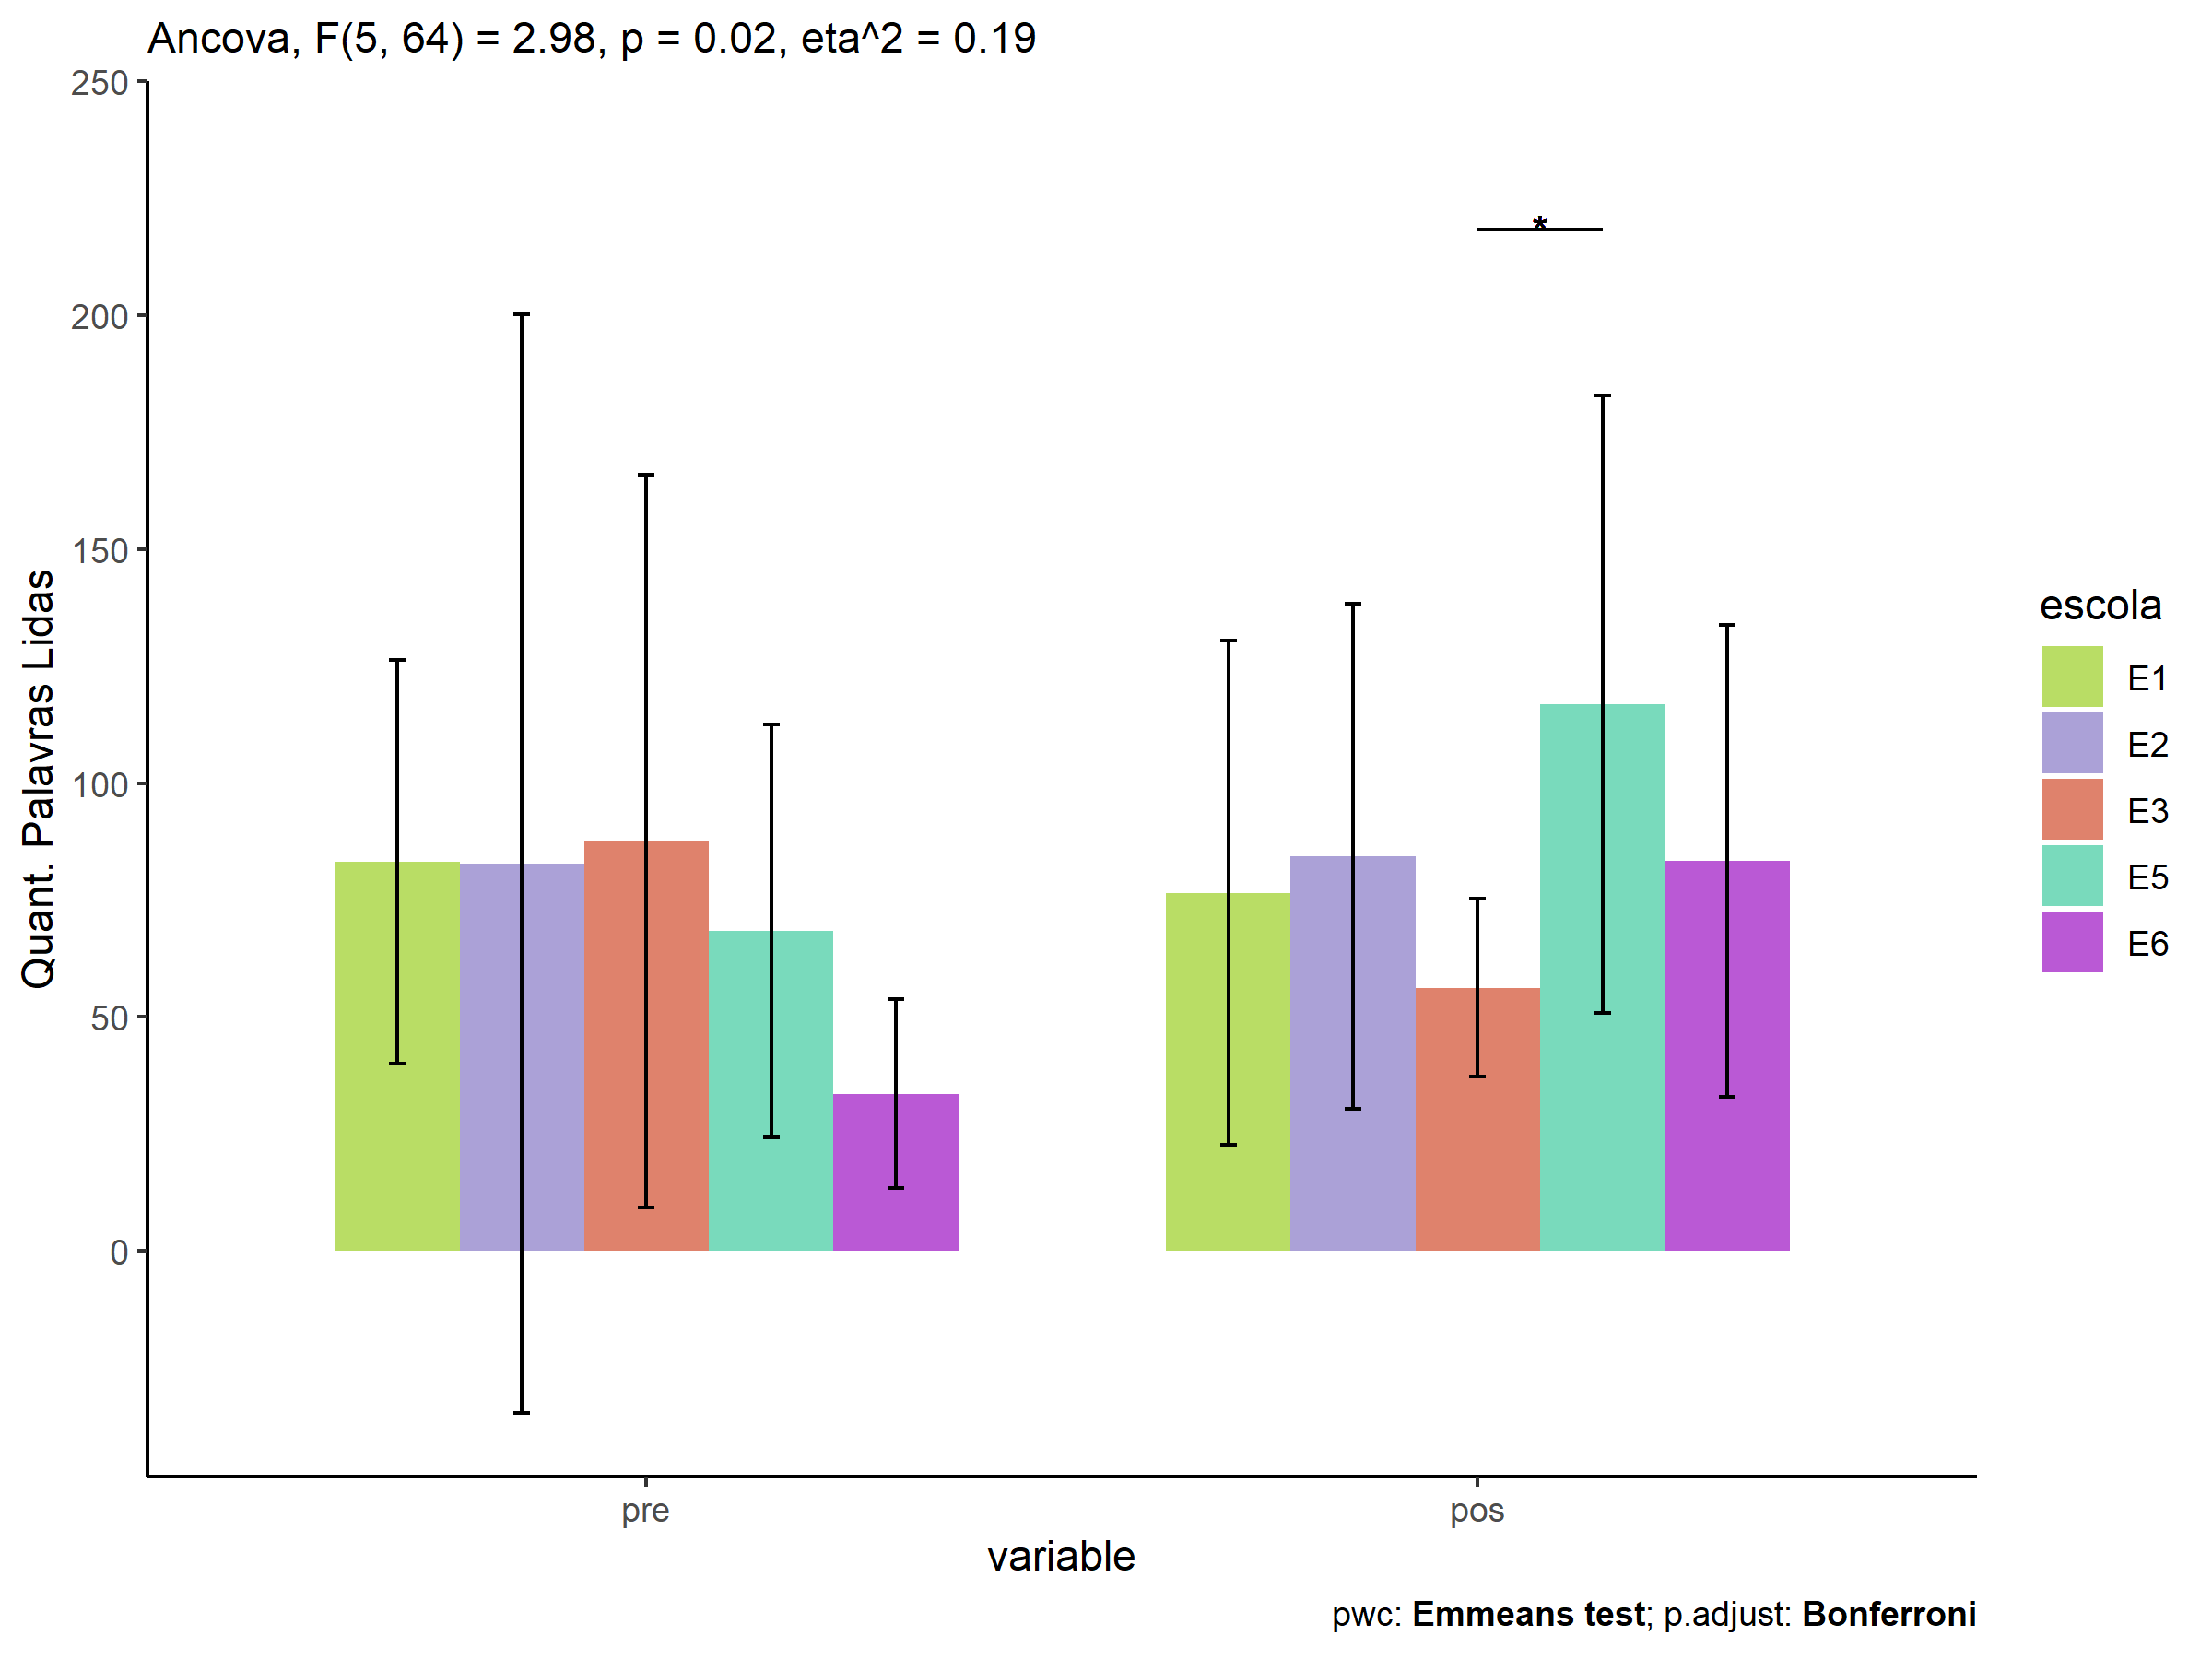 Ancova, F(5, 64) = 2.98, p = 0.02, eta^2 = 0.19
250
200
150
100
50
0
Quant. Palavras Lidas
*
pre
pos
variable
escola
E1
E2
E3
E5
E6
pwc: Emmeans test; p.adjust: Bonferroni